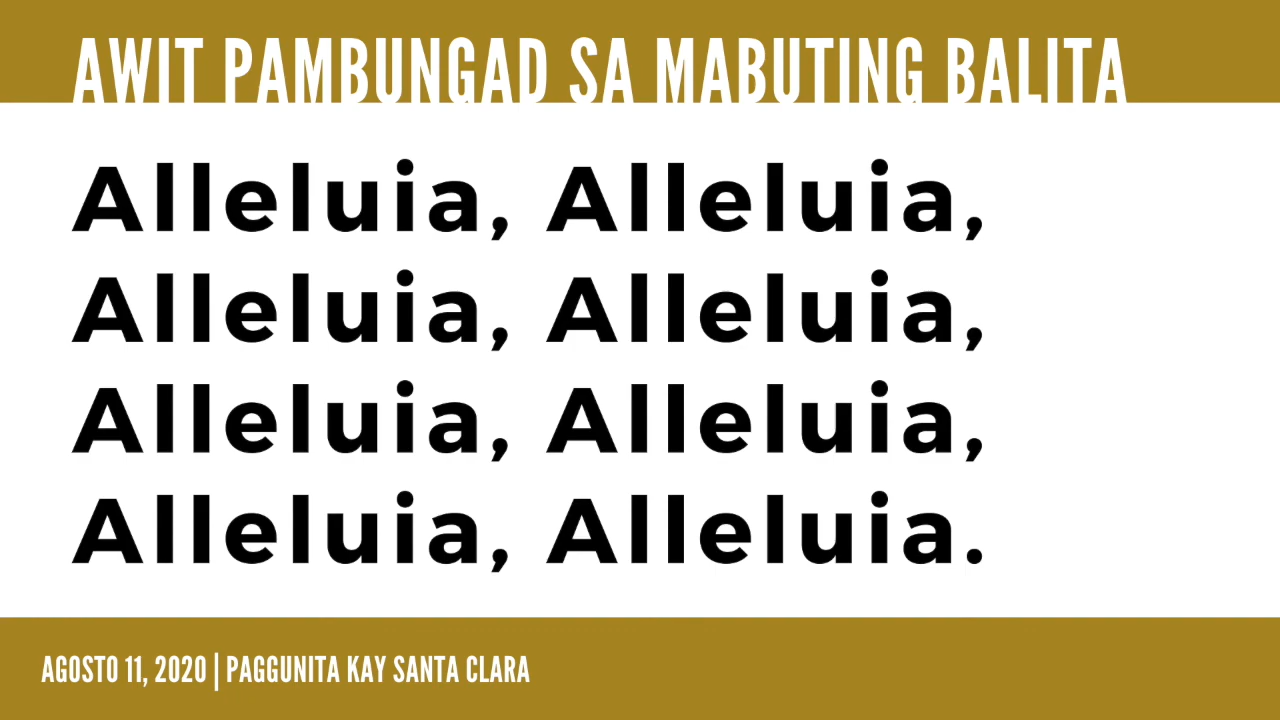 AWIT PAMBUNGAD SA MABUTING BALITA
Alleluia, Alleluia,
Alleluia, Alleluia,
Alleluia, Alleluia,
Alleluia, Alleluia.
AGOSTO 11, 2020 | PAGGUNITA KAY SANTA CLARA